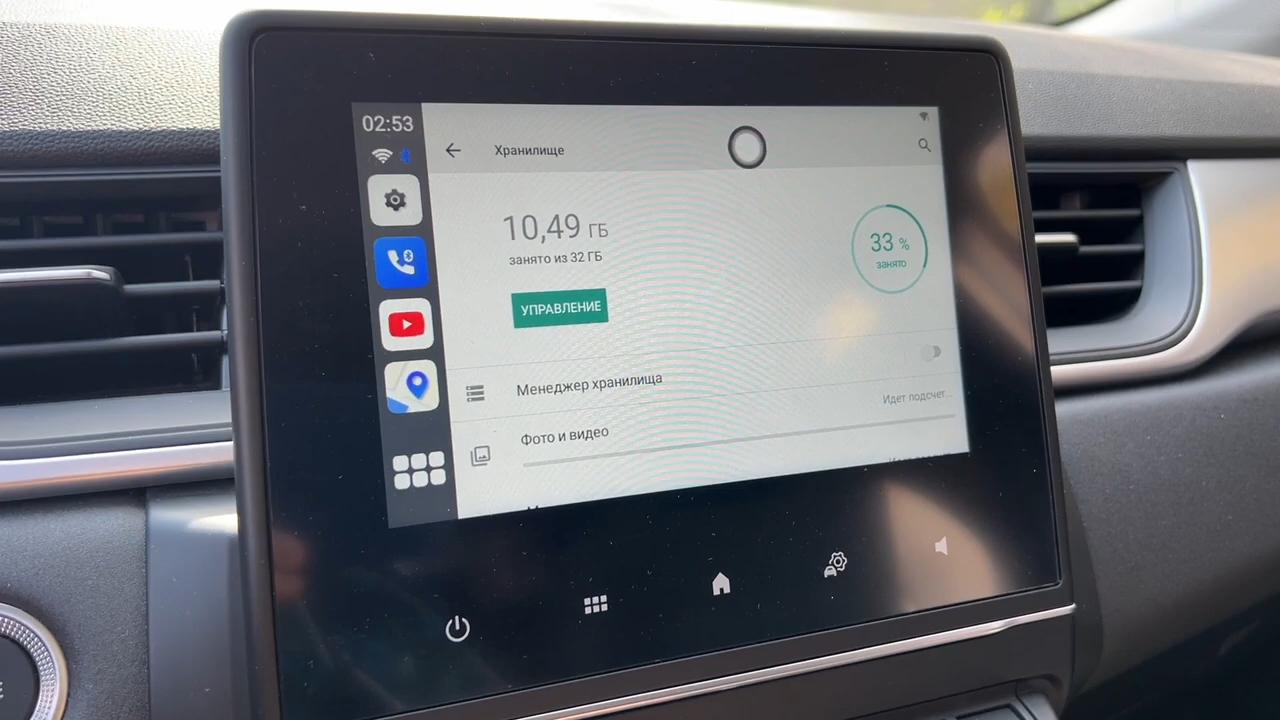 02:53
Хранилище
10,49 ГБ
занято из 32 ГБ
33 %
занято
УПРАВЛЕНИЕ
Менеджер хранилища
Фото и видео
Идет подсчет...